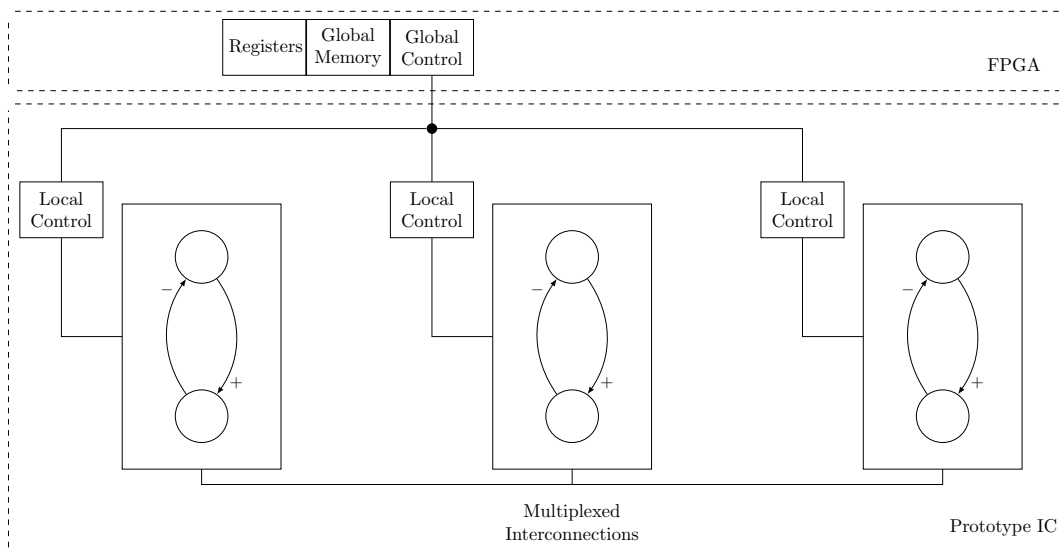 Registers
Global
Memory
Global
Control
FPGA
Local
Control
Local
Control
Local
Control
−
+
−
+
−
+
Multiplexed
Interconnections
Prototype IC